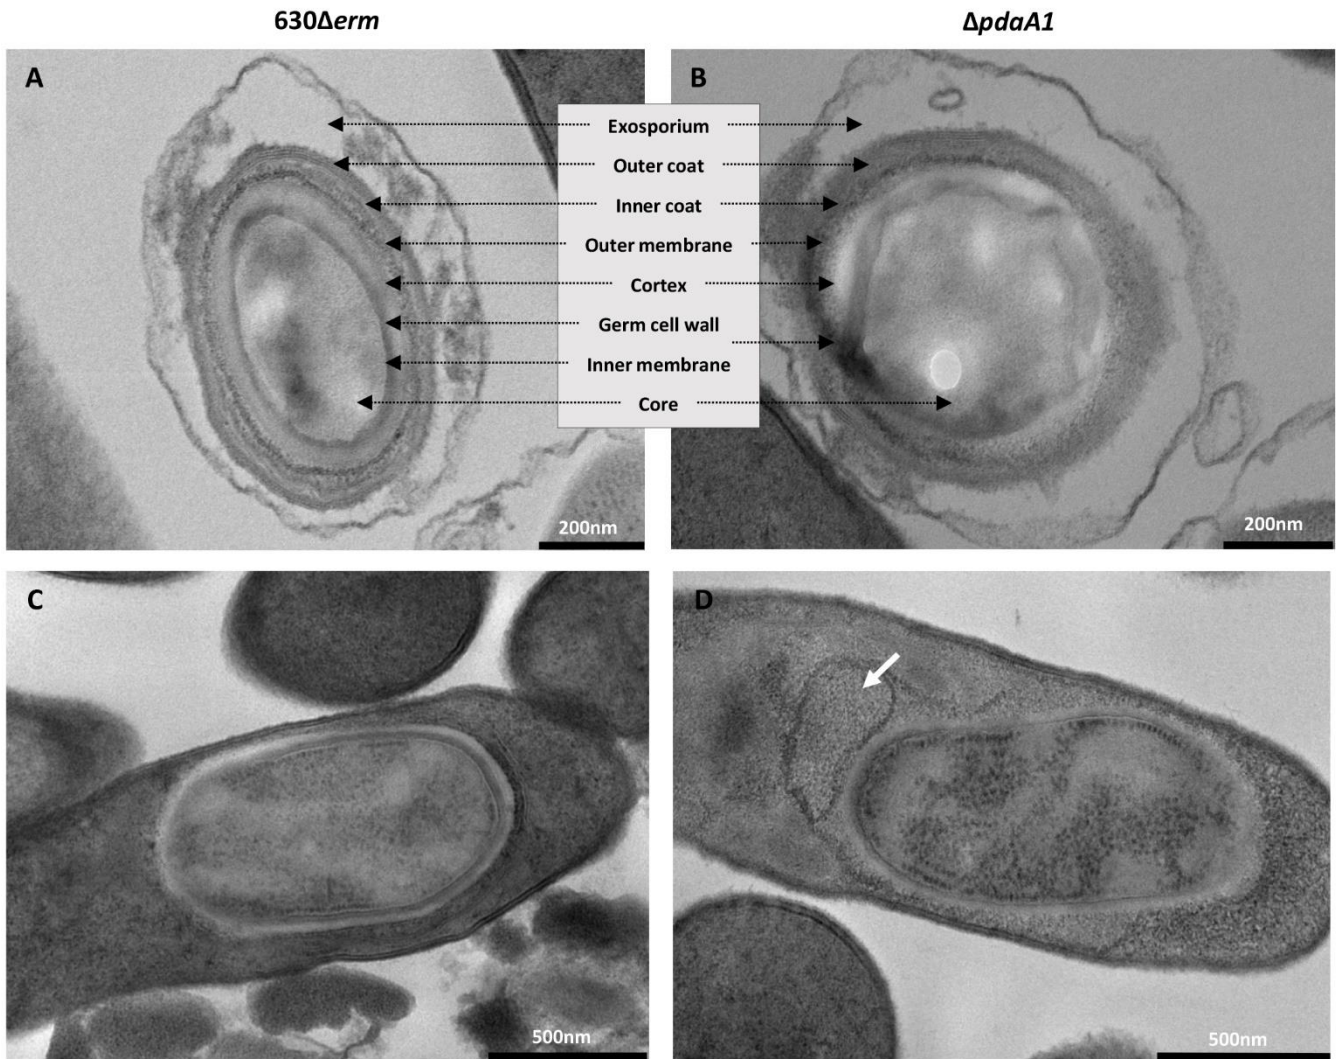 630Δerm
ΔpdaA1
A
B
Exosporium
Outer coat
Inner coat
Outer membrane
Cortex
Germ cell wall
Inner membrane
Core
200nm
200nm
C
D
500nm
500nm